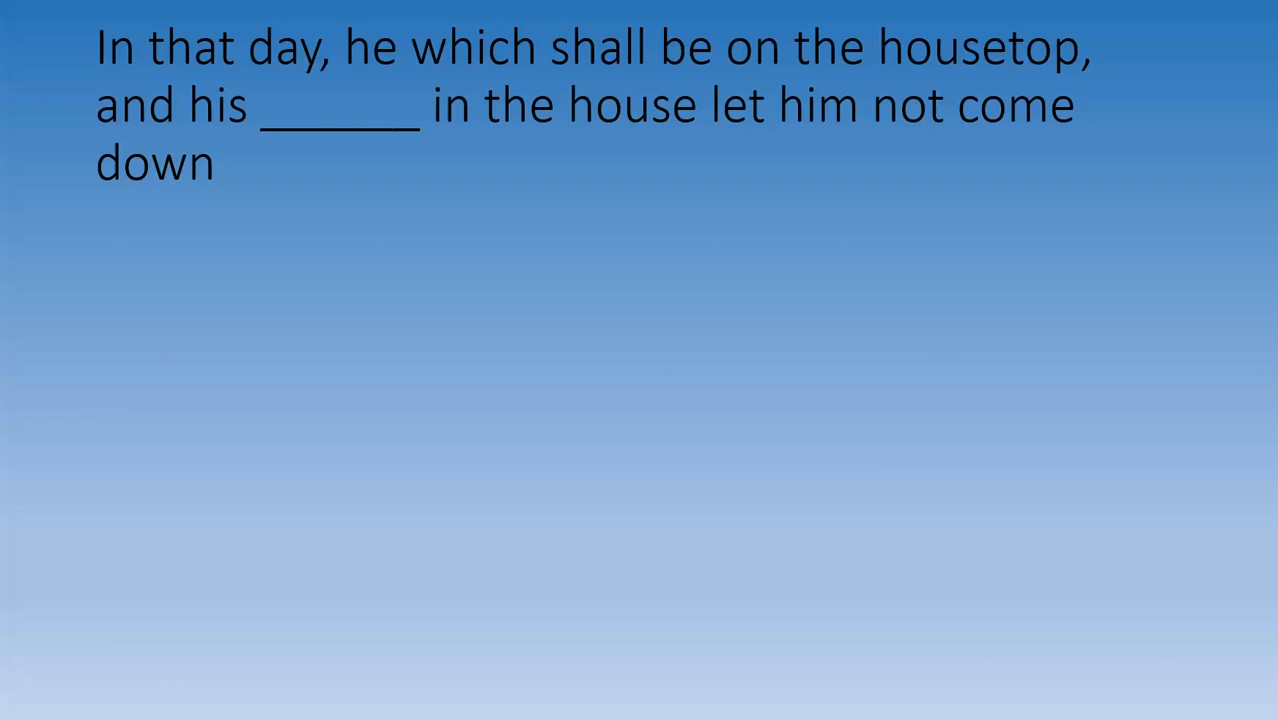 In that day, he which shall be on the housetop,
and his ______ in the house let him not come
down